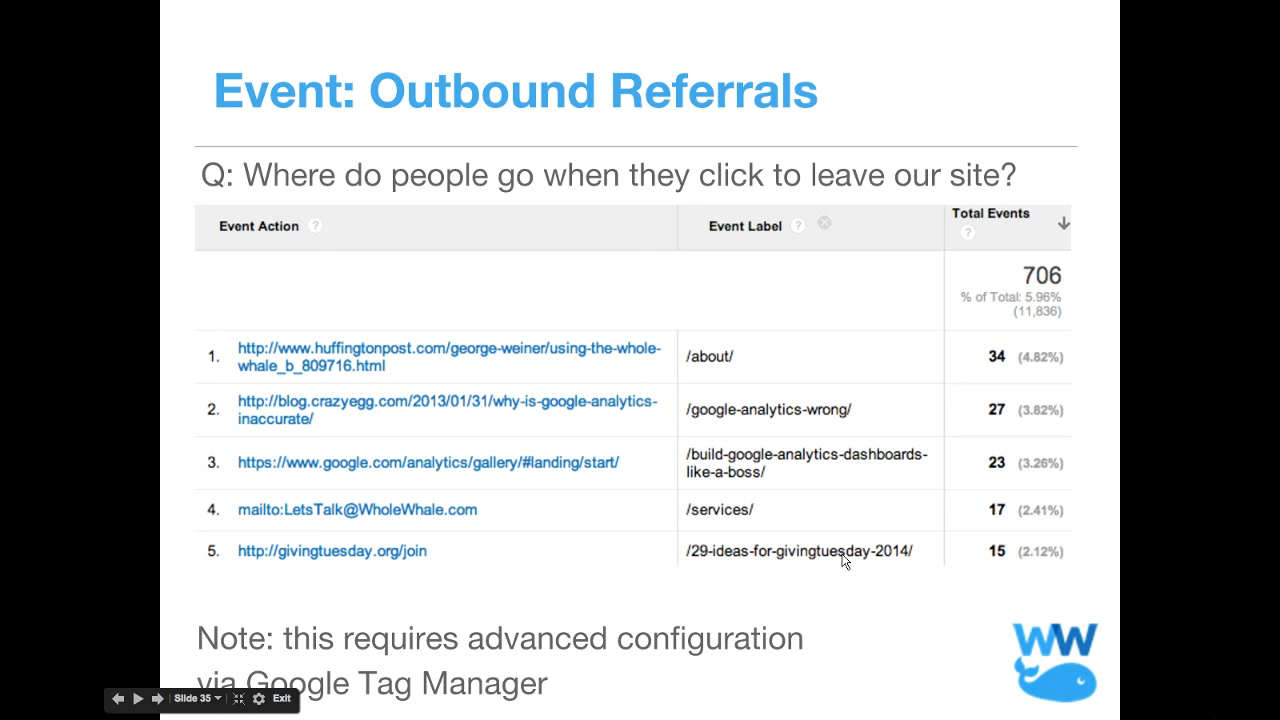 Event: Outbound Referrals
Q: Where do people go when they click to leave our site?
Event Action ?
Event Label ?
Total Events
?
706
% of Total: 5.96%
(11,836)
1. http://www.huffingtonpost.com/george-weiner/using-the-whole-
whale_b_809716.html
/about/
34 (4.82%)
2. http://blog.crazyegg.com/2013/01/31/why-is-google-analytics-
inaccurate/
/google-analytics-wrong/
27 (3.82%)
3. https://www.google.com/analytics/gallery/#landing/start/
/build-google-analytics-dashboards-
like-a-boss/
23 (3.26%)
4. mailto:LetsTalk@WholeWhale.com
/services/
17 (2.41%)
5. http://givingtuesday.org/join
/29-ideas-for-givingtuesday-2014/
15 (2.12%)
Note: this requires advanced configuration
via Google Tag Manager
WW
Slide 35
Exit